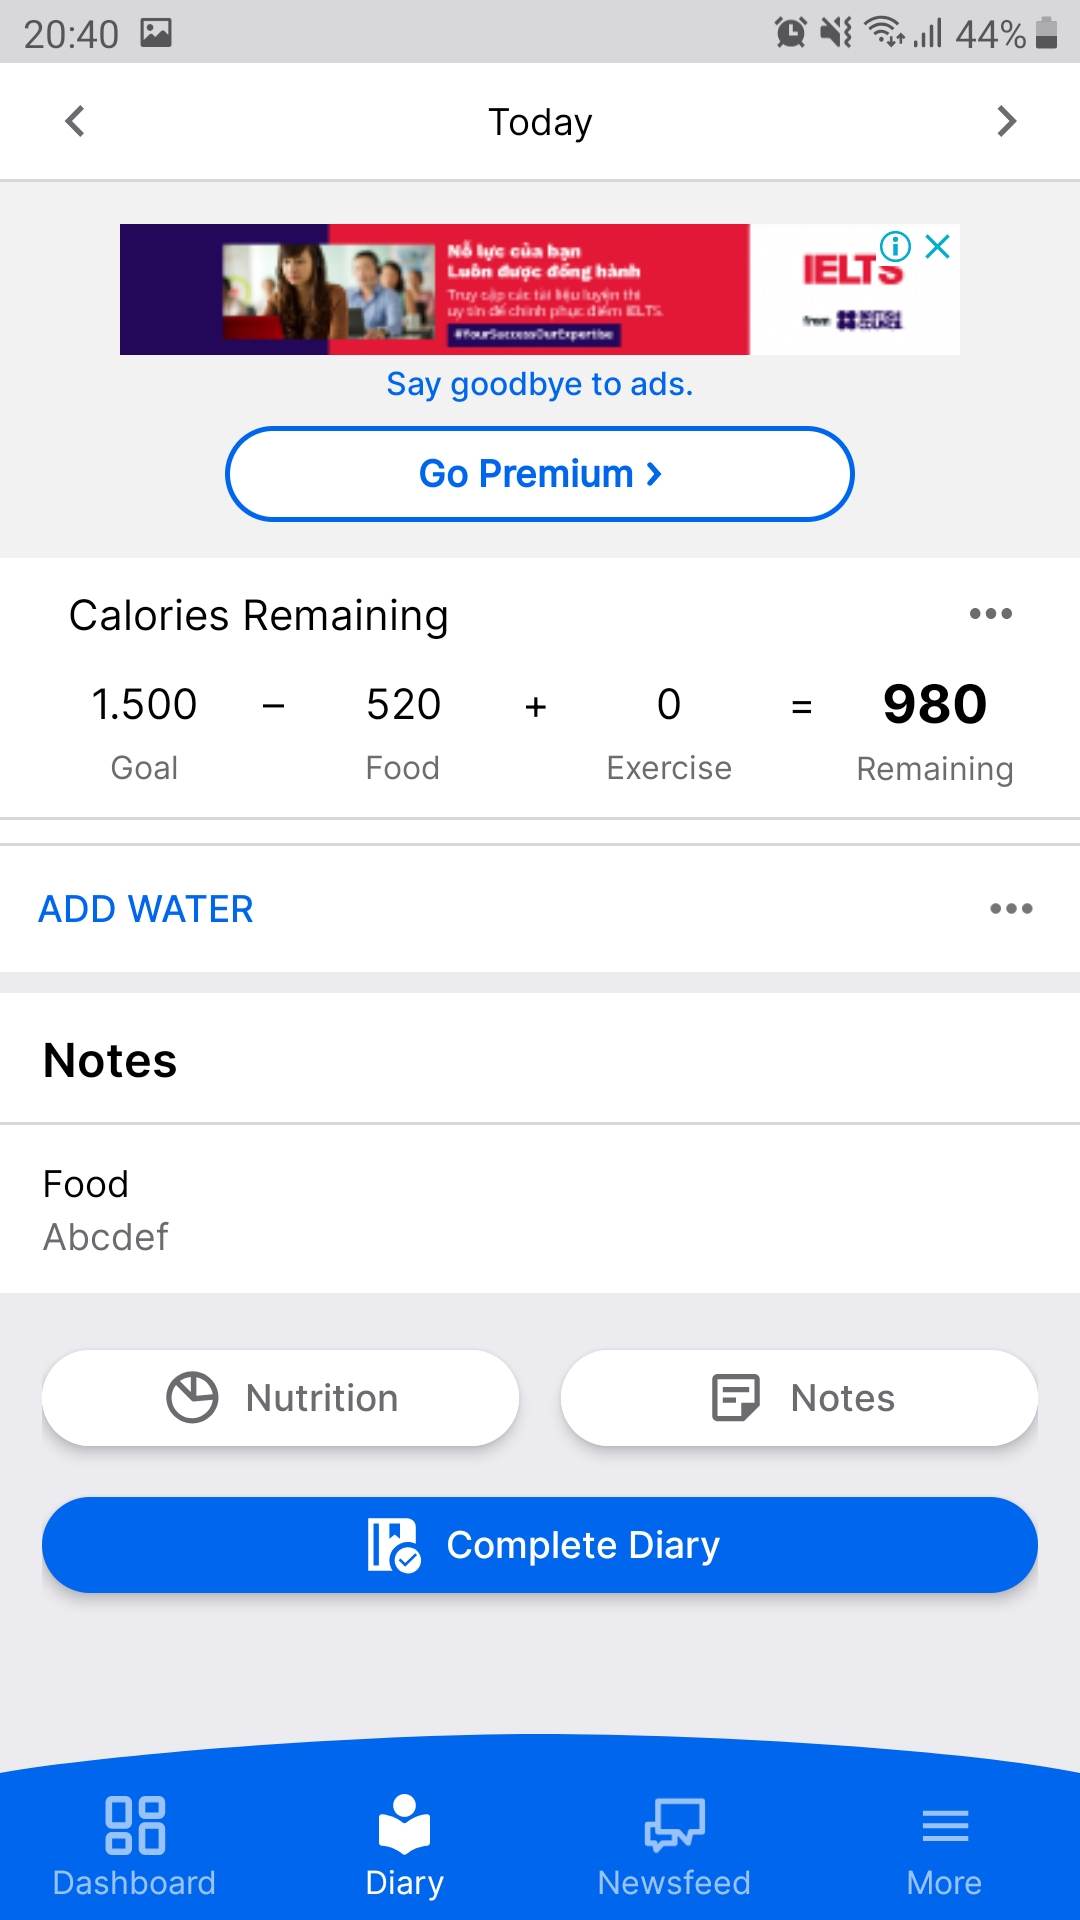 20:40
44%
Today
Nỗ lực của bạn
Luôn được đồng hành
Truy cập các tài liệu luyện thi
uy tín để chinh phục điểm IELTS.
#YourSuccessOurExpertise
IELTS
from BRITISH COUNCIL
Say goodbye to ads.
Go Premium
Calories Remaining
1.500 – 520 + 0 = 980
Goal Food Exercise Remaining
ADD WATER
Notes
Food
Abcdef
Nutrition
Notes
Complete Diary
Dashboard Diary Newsfeed More